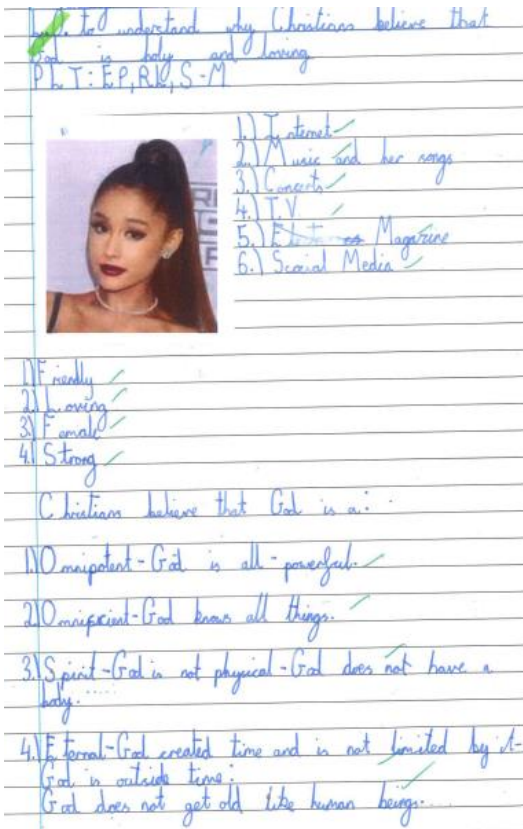 to understand why Christians believe that
God is holy and loving
PLT: EP, RL, S-M
1.) Internet
2.) Music and her songs
3.) Concerts
4.) T.V
5.) Magazine
6.) Scocial Media
1) Friendly
2) Loving
3) Female
4) Strong
Christians believe that God is a:
1.) Omnipotent - God is all - powerful.
2) Omniscient - God knows all things.
3.) Spirit - God is not physical - God does not have a
body.
4.) Eternal - God created time and is not limited by it -
God is outside time:
God does not get old like human beings.